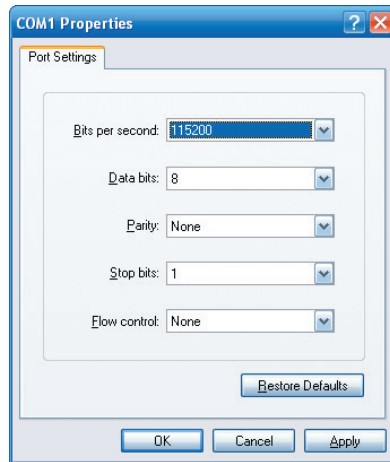 COM1 Properties
Port Settings
Bits per second: 115200
Data bits: 8
Parity: None
Stop bits: 1
Flow control: None
Restore Defaults
OK Cancel Apply